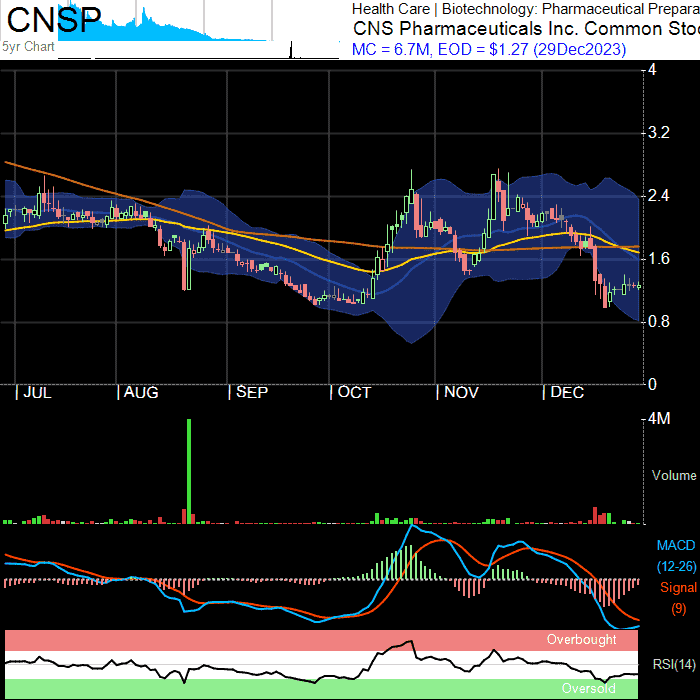 CNSP
5yr Chart
Health Care | Biotechnology: Pharmaceutical Prepara
CNS Pharmaceuticals Inc. Common Stoc
MC = 6.7M, EOD = $1.27 (29Dec2023)
4
3.2
2.4
1.6
0.8
0
JUL AUG SEP OCT NOV DEC
4M
Volume
MACD
(12-26)
Signal
(9)
Overbought
RSI(14)
Oversold